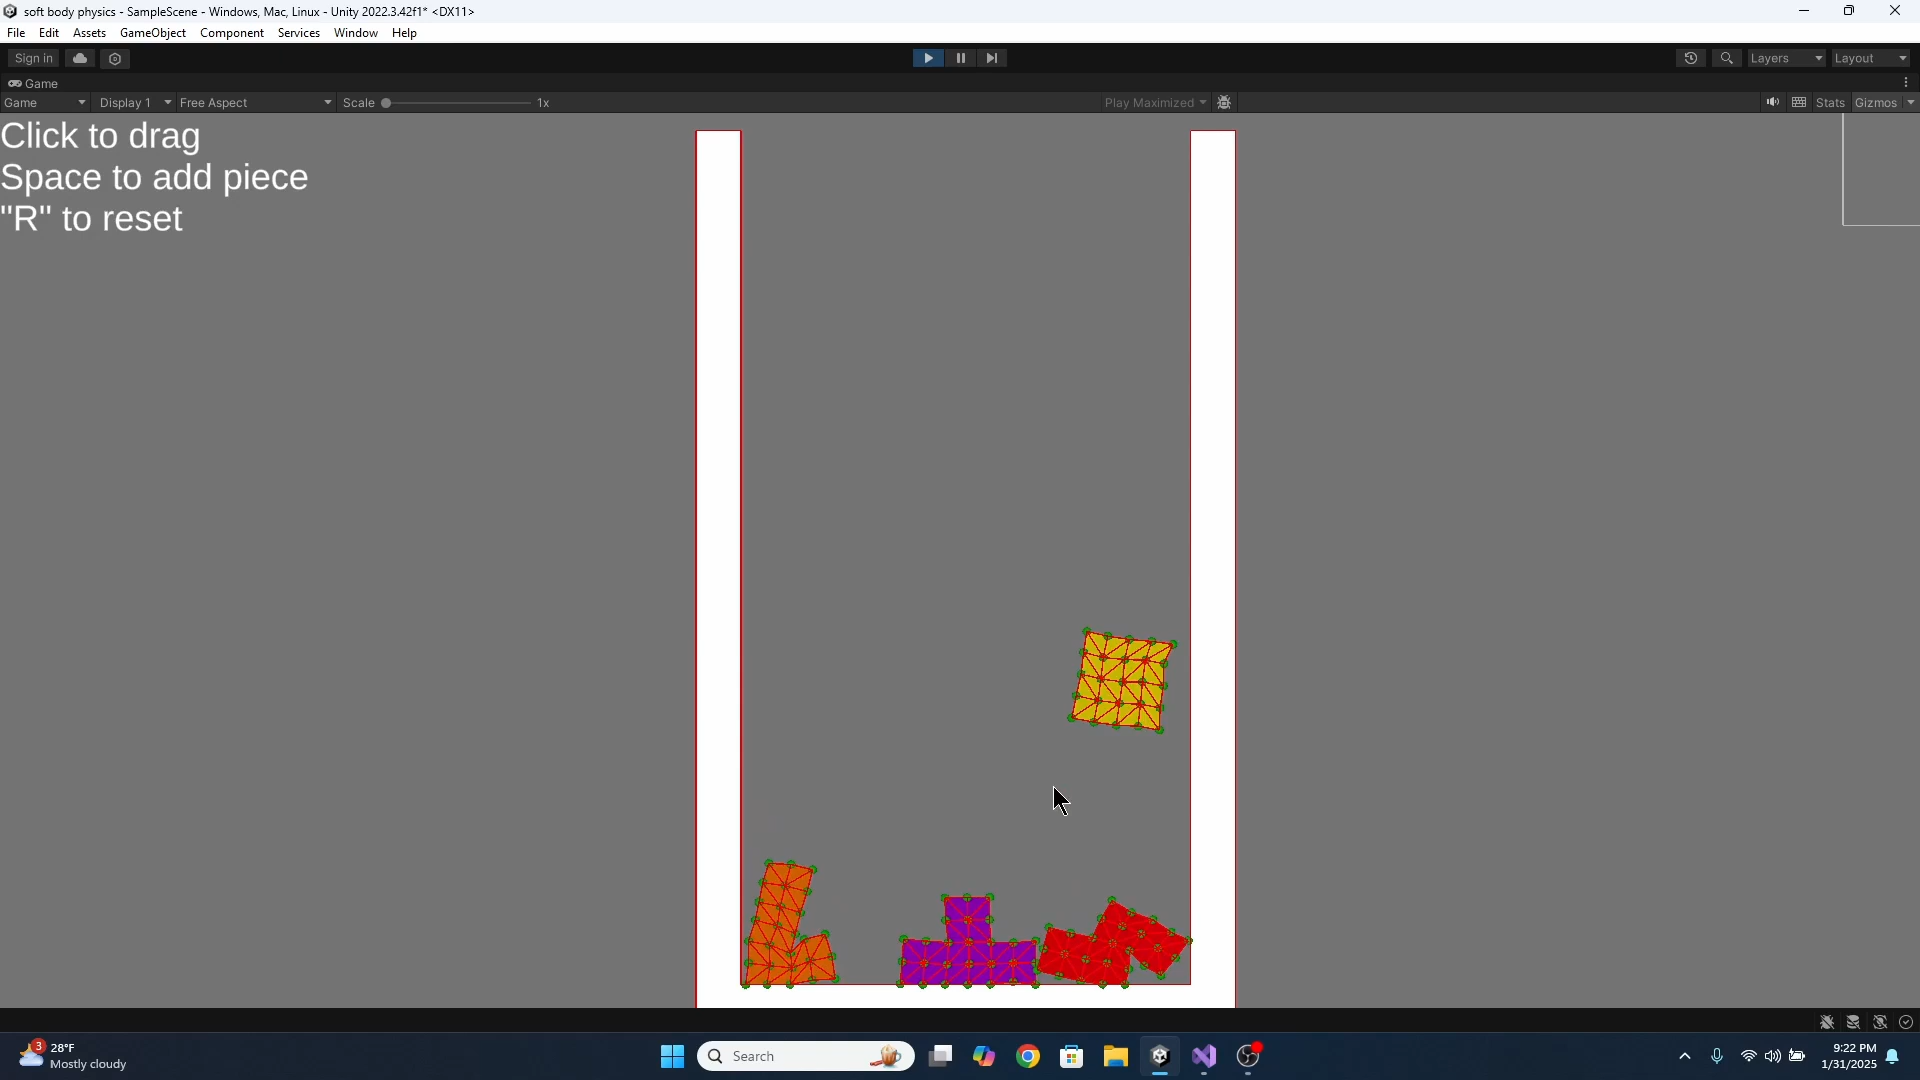 soft body physics - SampleScene - Windows, Mac, Linux - Unity 2022.3.42f1* <DX11>
File Edit Assets GameObject Component Services Window Help
Sign in Layers Layout
Game
Game Display 1 Free Aspect Scale 1x Play Maximized Stats Gizmos
Click to drag
Space to add piece
"R" to reset
3 28°F
Mostly cloudy
Search
9:22 PM
1/31/2025